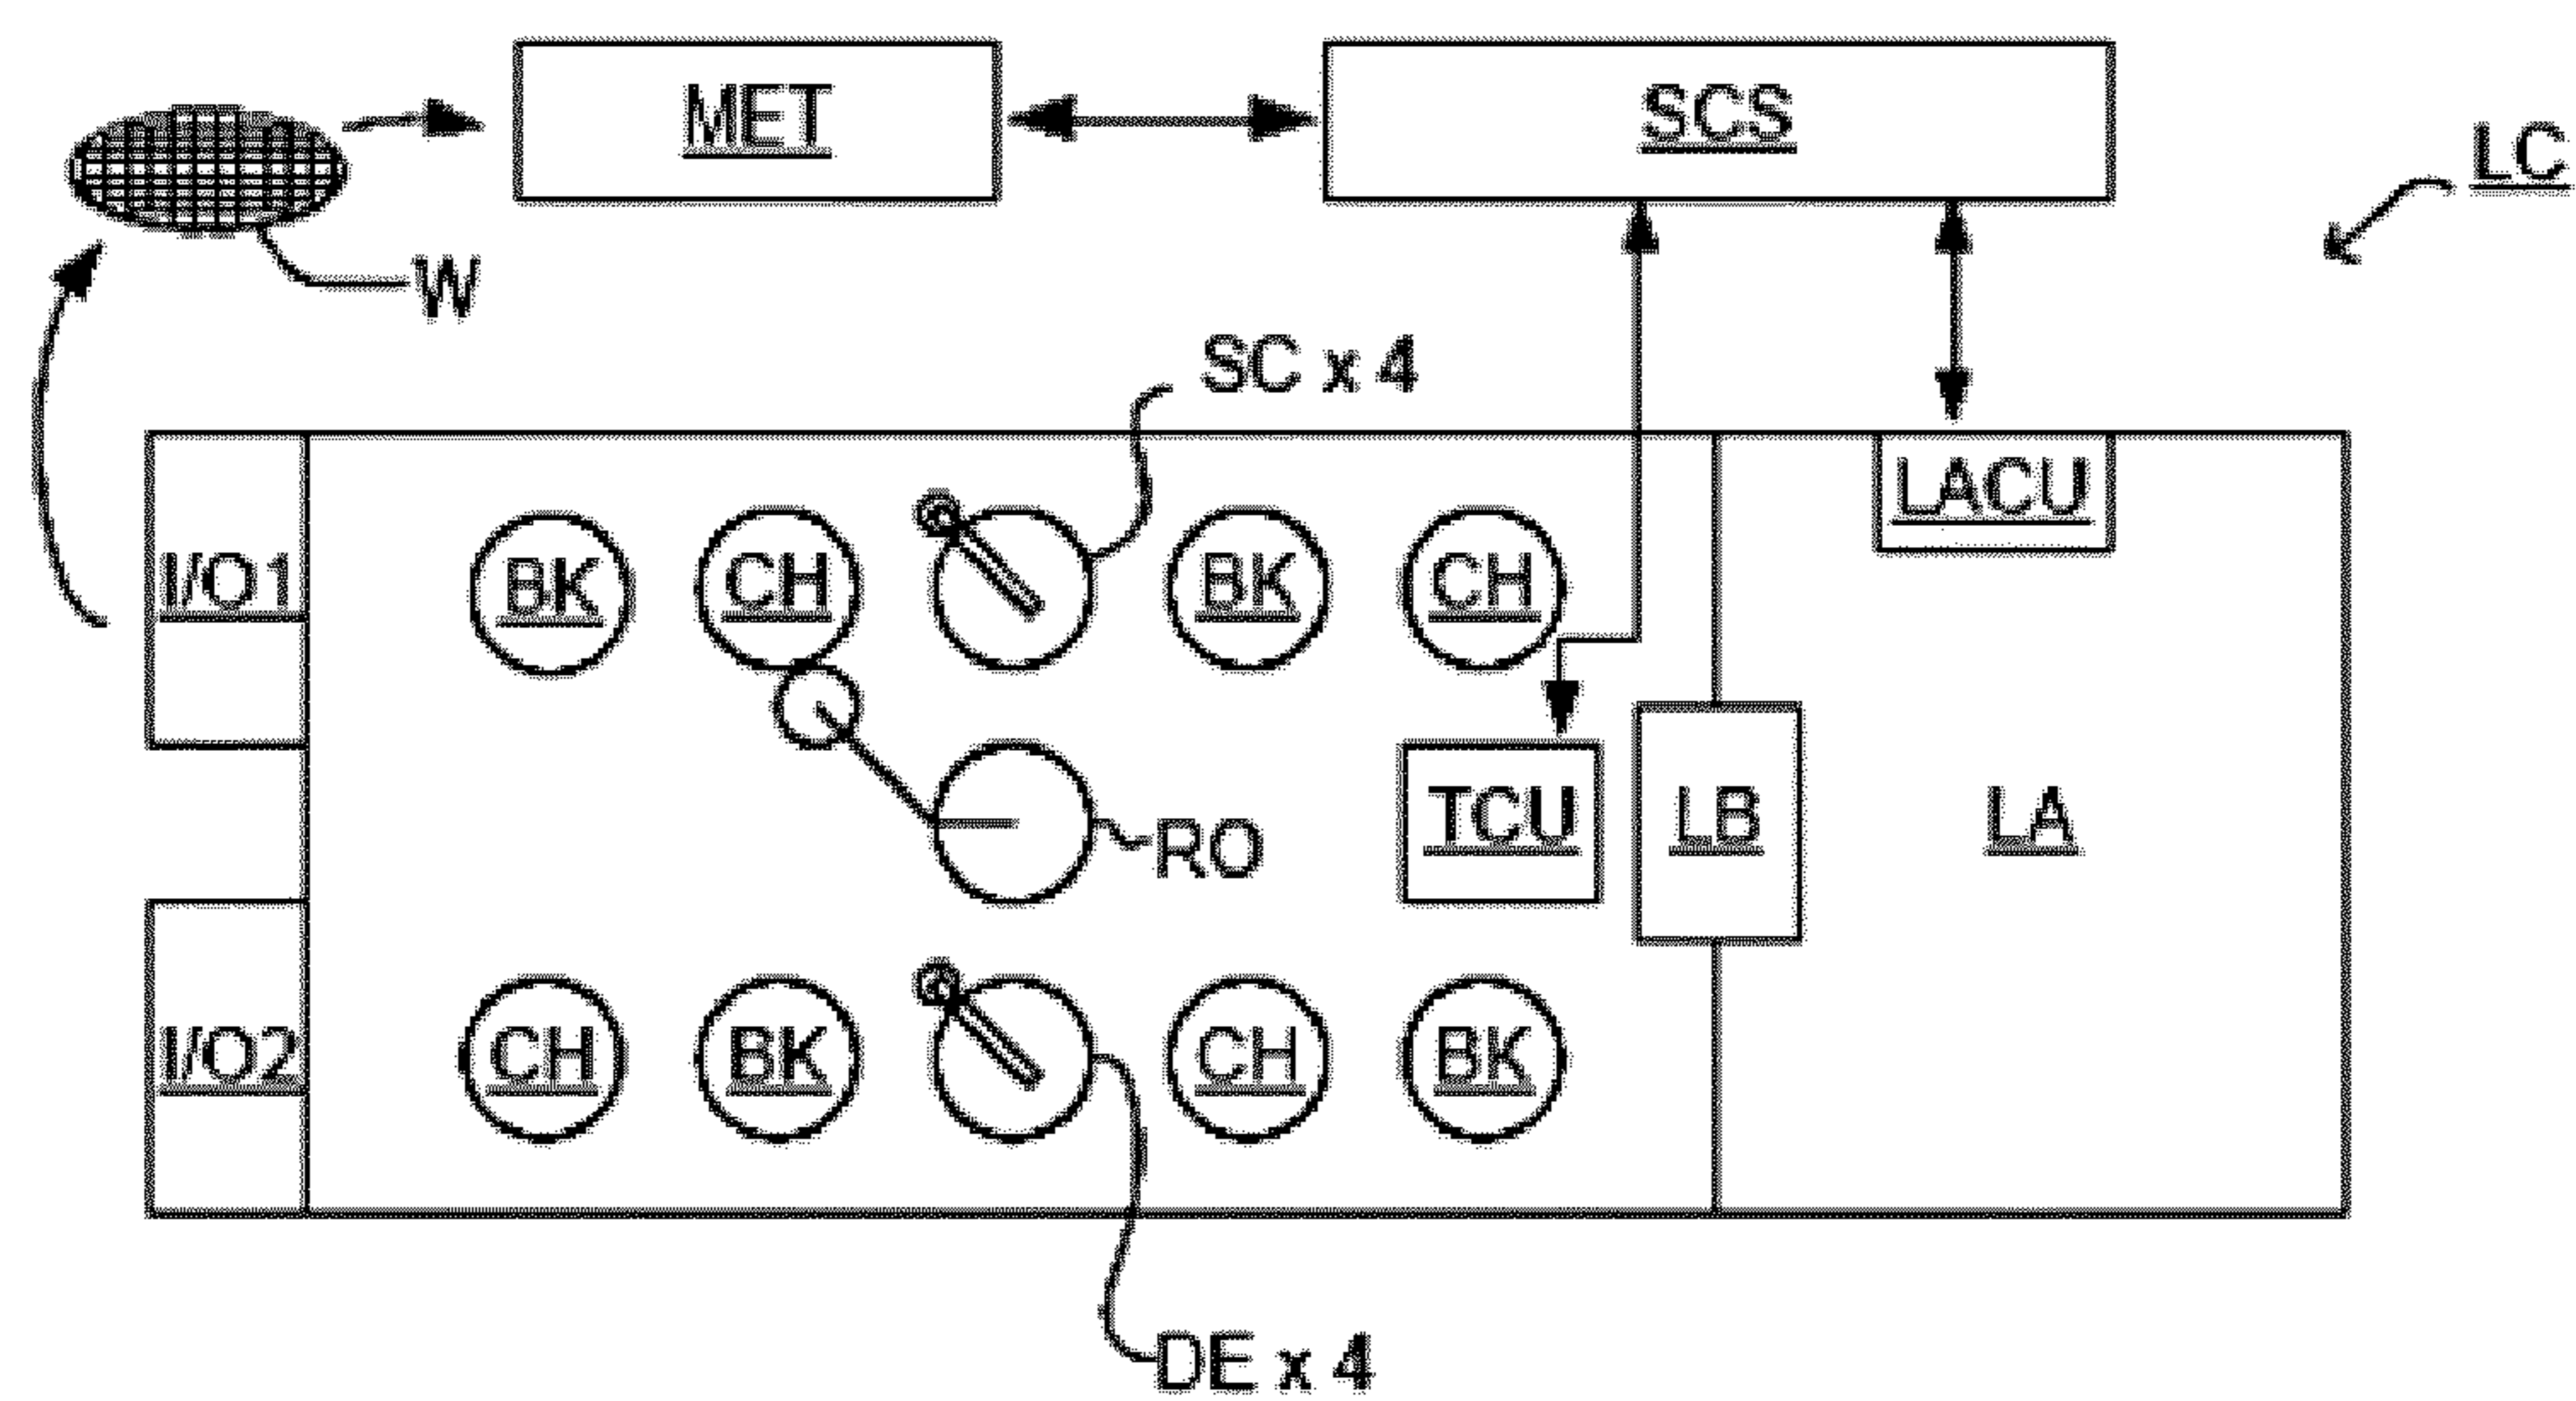 MET
SCS
LC
W
SC x 4
LACU
I/O1
BK
CH
BK
CH
TCU
LB
LA
RO
I/O2
CH
BK
CH
BK
DE x 4